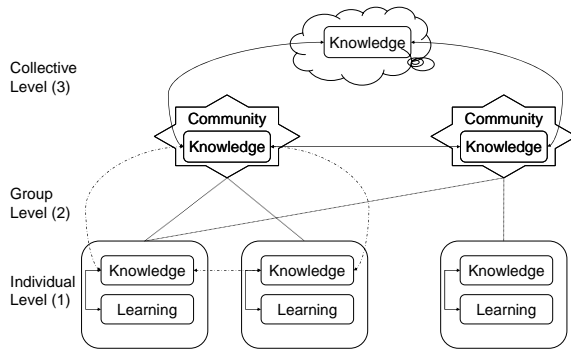 Knowledge
Collective
Level (3)
Community
Knowledge
Community
Knowledge
Group
Level (2)
Individual
Level (1)
Knowledge
Learning
Knowledge
Learning
Knowledge
Learning